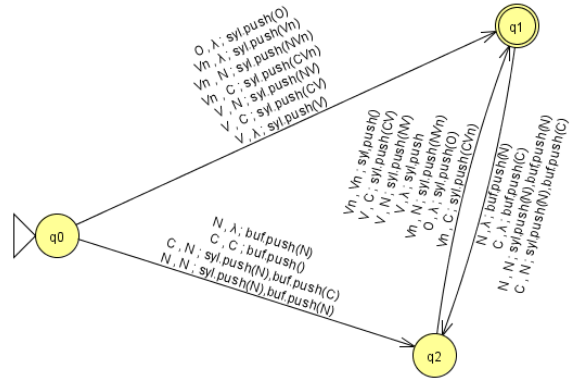 O , λ ; syl.push(O)
Vn , λ ; syl.push(Vn)
Vn , N ; syl.push(NVn)
Vn , C ; syl.push(CVn)
V , N ; syl.push(NV)
V , C ; syl.push(CV)
V , λ ; syl.push(V)
q1
Vn , Vn ; syl.push()
V , C ; syl.push(CV)
V , N ; syl.push(NV)
V , λ ; syl.push
Vn , N ; syl.push(NVn)
O , λ ; syl.push(O)
Vn , C ; syl.push(CVn)
N , λ ; buf.push(N)
C , λ ; buf.push(C)
N , N ; syl.push(N),buf.push(N)
C , N ; syl.push(N),buf.push(C)
q0
N , λ ; buf.push(N)
C , C ; buf.push()
C , N ; syl.push(N),buf.push(C)
N , N ; syl.push(N),buf.push(N)
q2